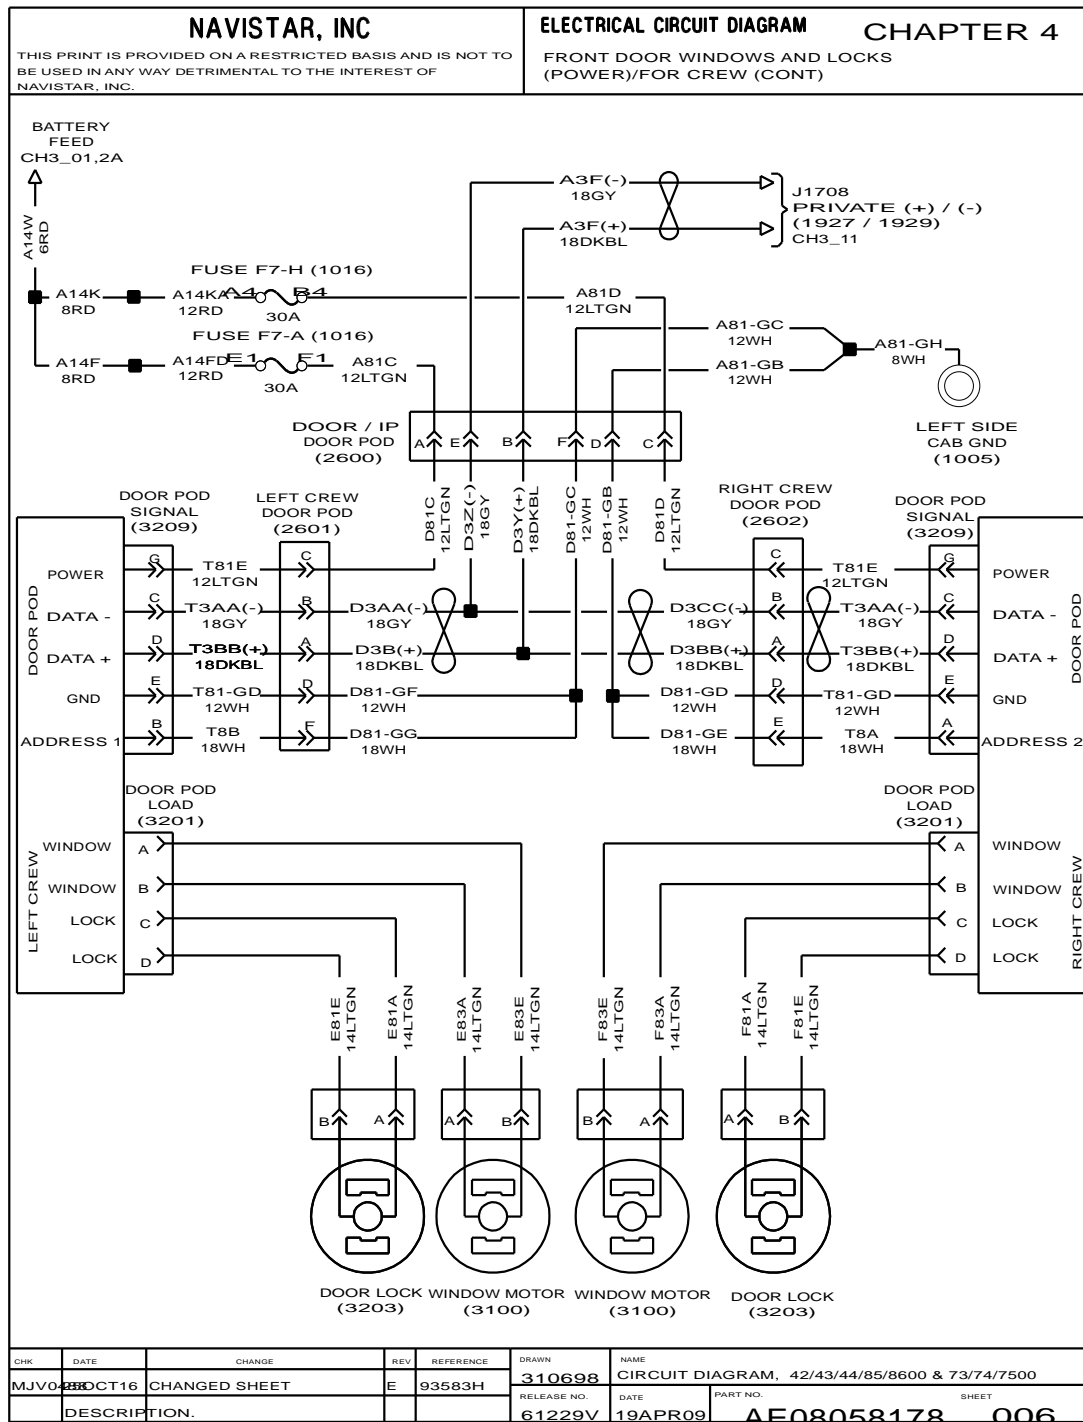 NAVISTAR, INC
THIS PRINT IS PROVIDED ON A RESTRICTED BASIS AND IS NOT TO
BE USED IN ANY WAY DETRIMENTAL TO THE INTEREST OF
NAVISTAR, INC.
ELECTRICAL CIRCUIT DIAGRAM
CHAPTER 4
FRONT DOOR WINDOWS AND LOCKS
(POWER)/FOR CREW (CONT)
BATTERY
FEED
CH3_01,2A
A14W
6RD
A3F(-)
18GY
A3F(+)
18DKBL
J1708
PRIVATE (+) / (-)
(1927 / 1929)
CH3_11
FUSE F7-H (1016)
A14K
8RD
A14KA
12RD
A4
B4
30A
A81D
12LTGN
FUSE F7-A (1016)
A14F
8RD
A14FD
12RD
E1
F1
30A
A81C
12LTGN
A81-GC
12WH
A81-GB
12WH
A81-GH
8WH
LEFT SIDE
CAB GND
(1005)
DOOR / IP
DOOR POD
(2600)
A E B F D C
D81C
12LTGN
D3Z(-)
18GY
D3Y(+)
18DKBL
D81-GC
12WH
D81-GB
12WH
D81D
12LTGN
DOOR POD
SIGNAL
(3209)
LEFT CREW
DOOR POD
(2601)
RIGHT CREW
DOOR POD
(2602)
DOOR POD
SIGNAL
(3209)
DOOR POD
POWER
G
T81E
12LTGN
C
C
T81E
12LTGN
G
POWER
DATA -
C
T3AA(-)
18GY
B
D3AA(-)
18GY
D3CC(-)
18GY
B
T3AA(-)
18GY
C
DATA -
DATA +
D
T3BB(+)
18DKBL
A
D3B(+)
18DKBL
D3BB(+)
18DKBL
A
T3BB(+)
18DKBL
D
DATA +
GND
E
T81-GD
12WH
D
D81-GF
12WH
D81-GD
12WH
D
T81-GD
12WH
E
GND
ADDRESS 1
B
T8B
18WH
F
D81-GG
18WH
D81-GE
18WH
E
T8A
18WH
A
ADDRESS 2
DOOR POD
DOOR POD
LOAD
(3201)
DOOR POD
LOAD
(3201)
LEFT CREW
WINDOW A
WINDOW B
LOCK C
LOCK D
A WINDOW
B WINDOW
C LOCK
D LOCK
RIGHT CREW
E81E
14LTGN
E81A
14LTGN
E83A
14LTGN
E83E
14LTGN
F83E
14LTGN
F83A
14LTGN
F81A
14LTGN
F81E
14LTGN
B A A B B A A B
DOOR LOCK
(3203)
WINDOW MOTOR
(3100)
WINDOW MOTOR
(3100)
DOOR LOCK
(3203)
CHK DATE CHANGE REV REFERENCE
CHANGED SHEET E 93583H
DESCRIPTION.
DRAWN
310698
NAME
CIRCUIT DIAGRAM, 42/43/44/85/8600 & 73/74/7500
RELEASE NO.
61229V
DATE
19APR09
PART NO.
AE08058178
SHEET
006